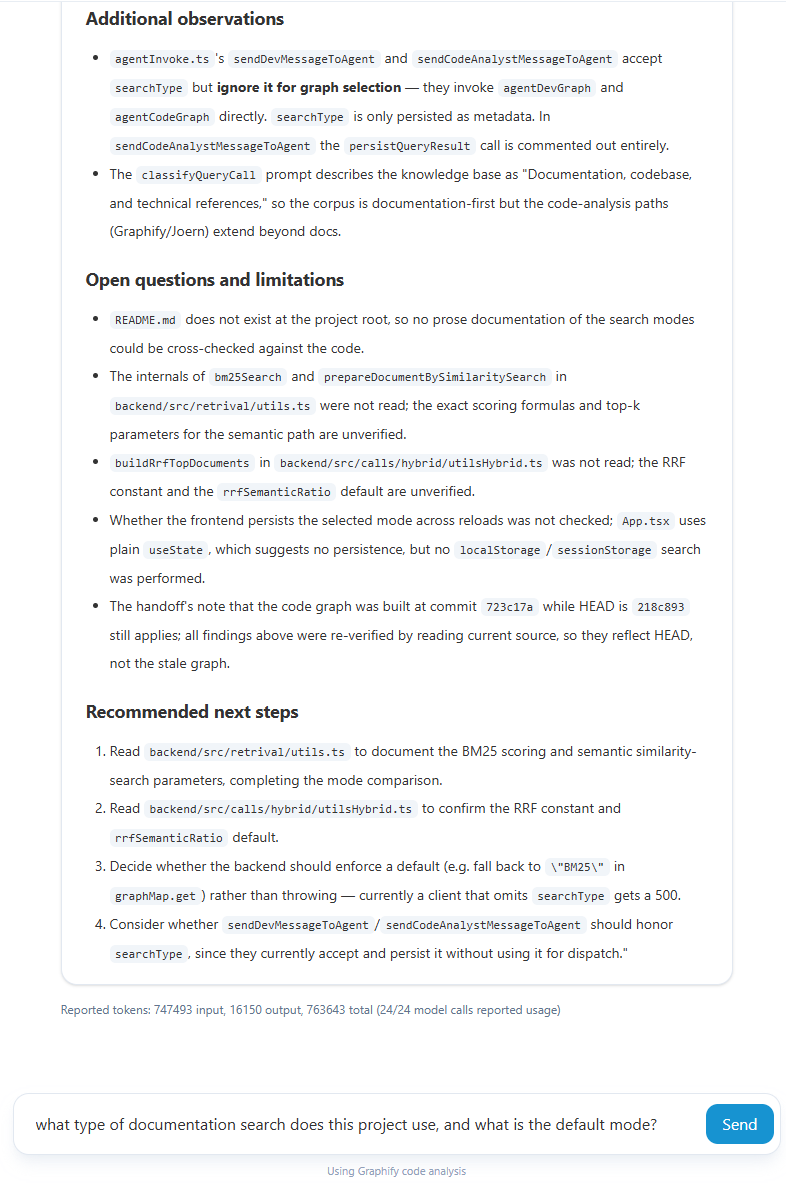 Additional observations
• agentInvoke.ts 's sendDevMessageToAgent and sendCodeAnalystMessageToAgent accept
searchType but ignore it for graph selection — they invoke agentDevGraph and
agentCodeGraph directly. searchType is only persisted as metadata. In
sendCodeAnalystMessageToAgent the persistQueryResult call is commented out entirely.
• The classifyQueryCall prompt describes the knowledge base as "Documentation, codebase,
and technical references," so the corpus is documentation-first but the code-analysis paths
(Graphify/Joern) extend beyond docs.
Open questions and limitations
• README.md does not exist at the project root, so no prose documentation of the search modes
could be cross-checked against the code.
• The internals of bm25Search and prepareDocumentBySimilaritySearch in
backend/src/retrival/utils.ts were not read; the exact scoring formulas and top-k
parameters for the semantic path are unverified.
• buildRrfTopDocuments in backend/src/calls/hybrid/utilsHybrid.ts was not read; the RRF
constant and the rrfSemanticRatio default are unverified.
• Whether the frontend persists the selected mode across reloads was not checked; App.tsx uses
plain useState , which suggests no persistence, but no localStorage / sessionStorage search
was performed.
• The handoff's note that the code graph was built at commit 723c17a while HEAD is 218c893
still applies; all findings above were re-verified by reading current source, so they reflect HEAD,
not the stale graph.
Recommended next steps
1. Read backend/src/retrival/utils.ts to document the BM25 scoring and semantic similarity-
search parameters, completing the mode comparison.
2. Read backend/src/calls/hybrid/utilsHybrid.ts to confirm the RRF constant and
rrfSemanticRatio default.
3. Decide whether the backend should enforce a default (e.g. fall back to \"BM25\" in
graphMap.get ) rather than throwing — currently a client that omits searchType gets a 500.
4. Consider whether sendDevMessageToAgent / sendCodeAnalystMessageToAgent should honor
searchType , since they currently accept and persist it without using it for dispatch."
Reported tokens: 747493 input, 16150 output, 763643 total (24/24 model calls reported usage)
what type of documentation search does this project use, and what is the default mode?
Send
Using Graphify code analysis